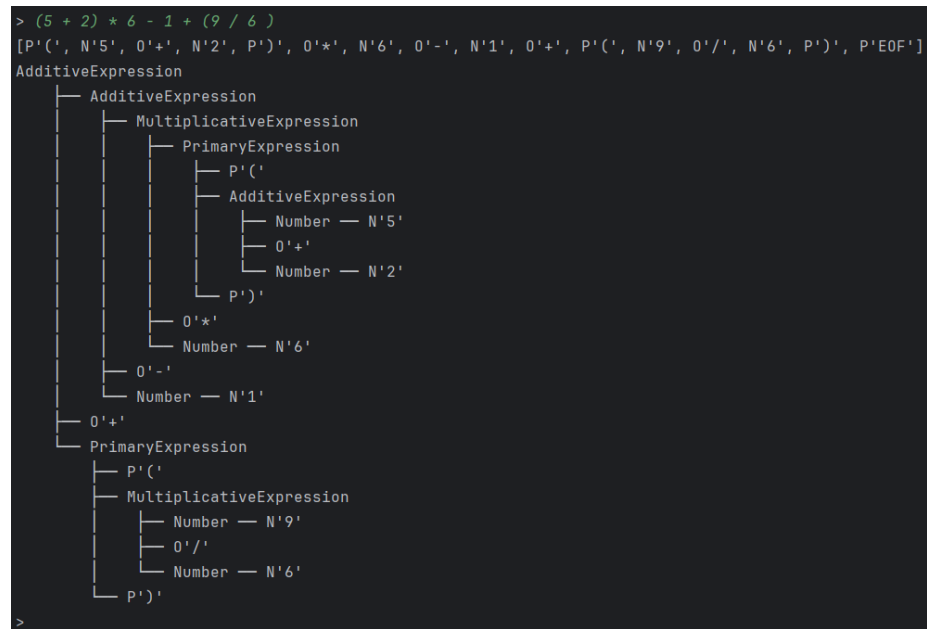 > (5 + 2) * 6 - 1 + (9 / 6 )
[P'(', N'5', O'+', N'2', P')', O'*', N'6', O'-', N'1', O'+', P'(', N'9', O'/', N'6', P')', P'EOF']
AdditiveExpression
    ├── AdditiveExpression
    │   ├── MultiplicativeExpression
    │   │   ├── PrimaryExpression
    │   │   │   ├── P'('
    │   │   │   ├── AdditiveExpression
    │   │   │   │   ├── Number ── N'5'
    │   │   │   │   ├── O'+'
    │   │   │   │   └── Number ── N'2'
    │   │   │   └── P')'
    │   │   ├── O'*'
    │   │   └── Number ── N'6'
    │   ├── O'-'
    │   └── Number ── N'1'
    ├── O'+'
    └── PrimaryExpression
        ├── P'('
        ├── MultiplicativeExpression
        │   ├── Number ── N'9'
        │   ├── O'/'
        │   └── Number ── N'6'
        └── P')'
>